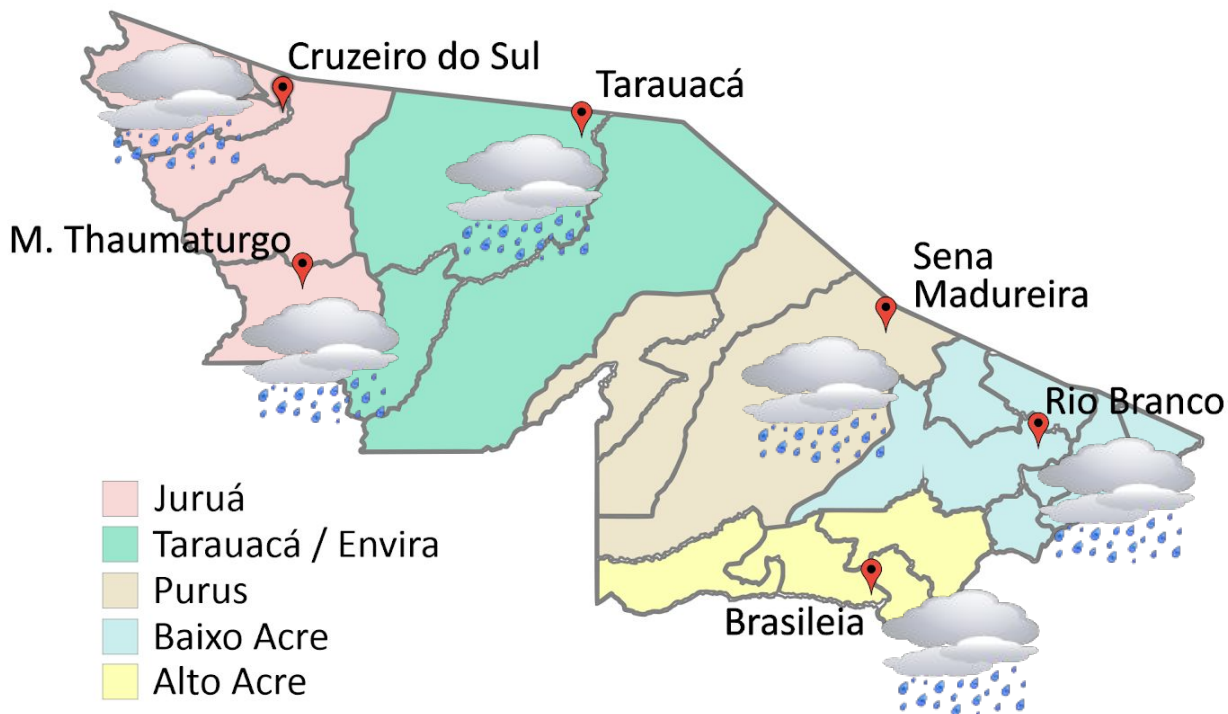 Cruzeiro do Sul
Tarauacá
M. Thaumaturgo
Sena
Madureira
Rio Branco
Brasileia
Juruá
Tarauacá / Envira
Purus
Baixo Acre
Alto Acre